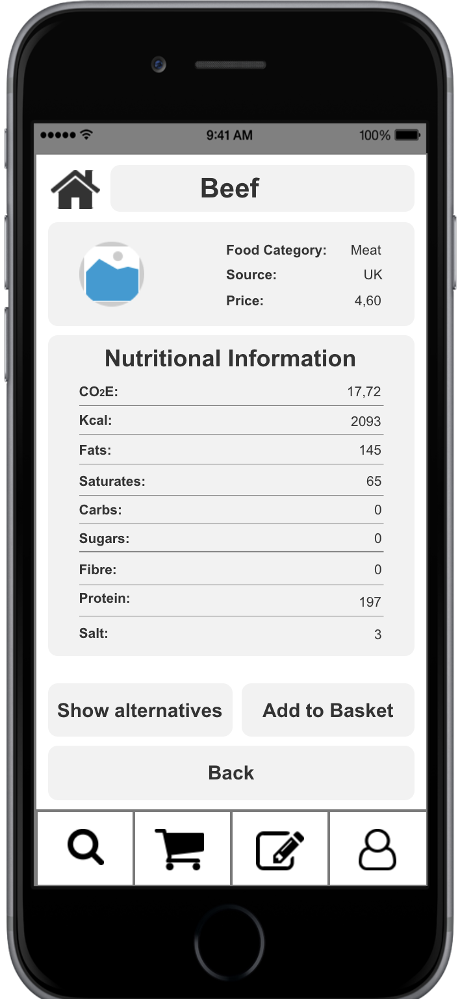 9:41 AM 100%
Beef
Food Category: Meat
Source: UK
Price: 4,60
Nutritional Information
CO2E: 17,72
Kcal: 2093
Fats: 145
Saturates: 65
Carbs: 0
Sugars: 0
Fibre: 0
Protein: 197
Salt: 3
Show alternatives Add to Basket
Back